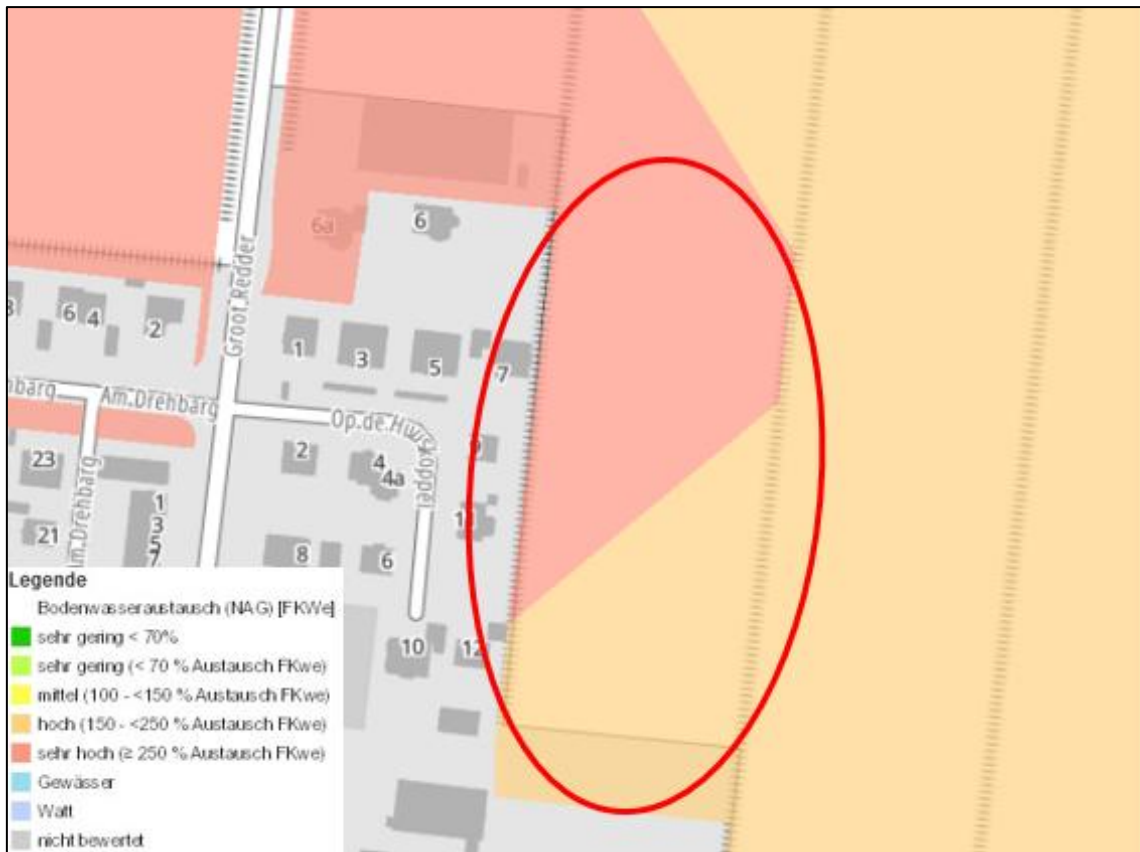 6a
6
Groot Redder
8
6
4
2
1
3
5
7
Am Drehbarg
Op de
2
4
4a
9
23
21
Am Drehbarg
1
3
5
7
8
6
10
12
Legende
Bodenwasseraustausch (NAG) [FKWe]
sehr gering < 70%
sehr gering (< 70 % Austausch FKwe)
mittel (100 - <150 % Austausch FKwe)
hoch (150 - <250 % Austausch FKwe)
sehr hoch (≥ 250 % Austausch FKwe)
Gewässer
Watt
nicht bewertet